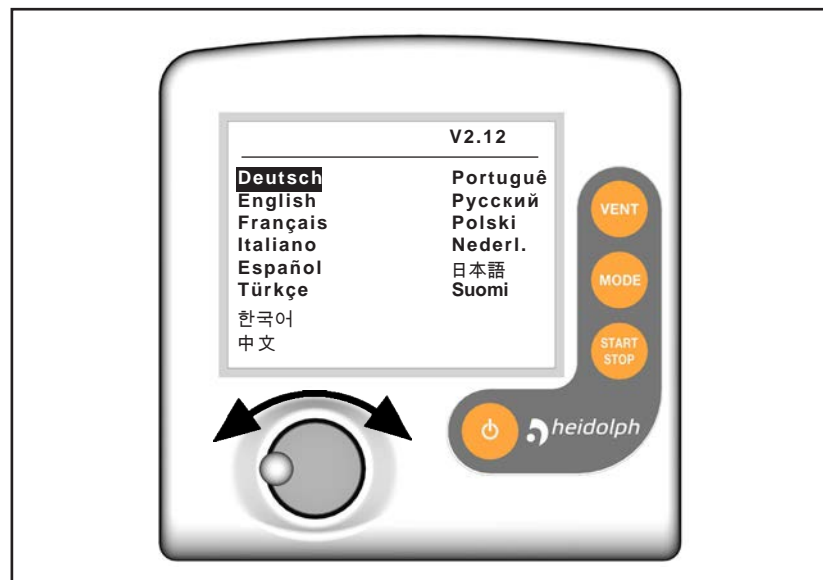 V2.12
Deutsch
English
Français
Italiano
Español
Türkçe
한국어
中文
Portuguê
Русский
Polski
Nederl.
日本語
Suomi
VENT
MODE
START
STOP
heidolph